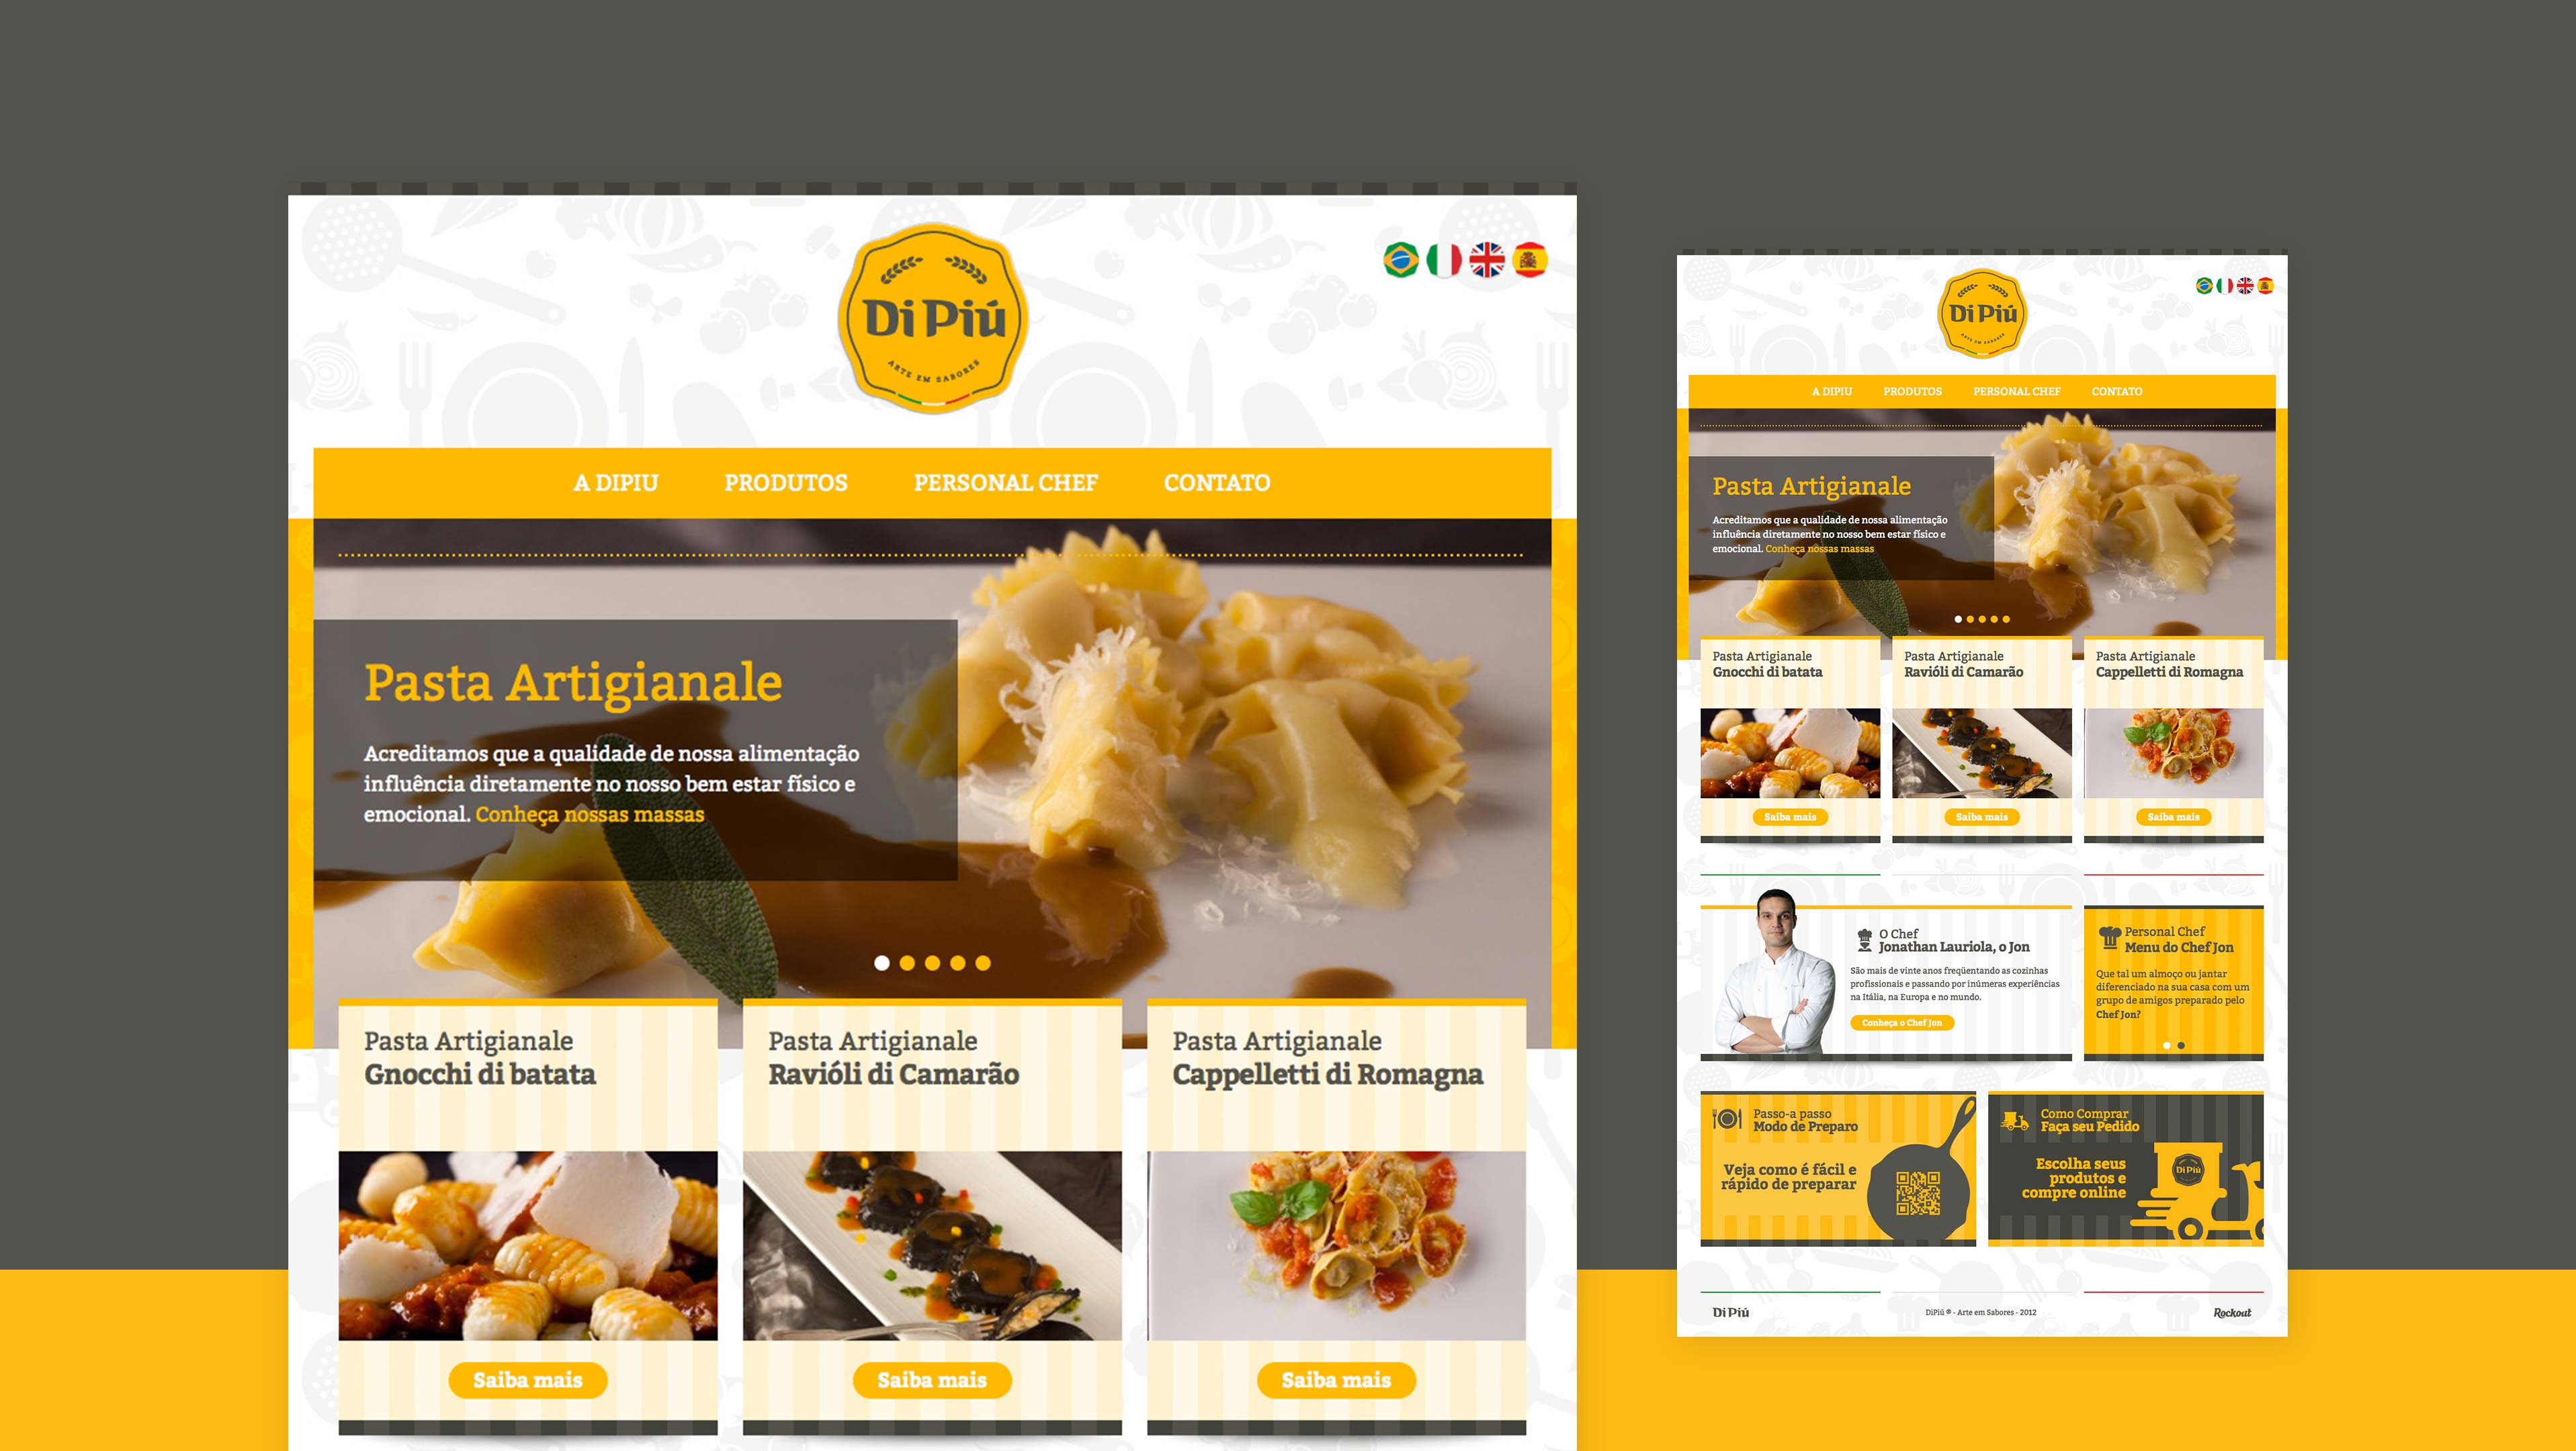 Di Piú
ARTE EM SABORES
A DIPIU
PRODUTOS
PERSONAL CHEF
CONTATO
Pasta Artigianale
Acreditamos que a qualidade de nossa alimentação
influência diretamente no nosso bem estar físico e
emocional. Conheça nossas massas
Pasta Artigianale
Gnocchi di batata
Saiba mais
Pasta Artigianale
Ravióli di Camarão
Saiba mais
Pasta Artigianale
Cappelletti di Romagna
Saiba mais
Di Piú
ARTE EM SABORES
A DIPIU
PRODUTOS
PERSONAL CHEF
CONTATO
Pasta Artigianale
Acreditamos que a qualidade de nossa alimentação
influência diretamente no nosso bem estar físico e
emocional. Conheça nossas massas
Pasta Artigianale
Gnocchi di batata
Saiba mais
Pasta Artigianale
Ravióli di Camarão
Saiba mais
Pasta Artigianale
Cappelletti di Romagna
Saiba mais
O Chef
Jonathan Lauriola, o Jon
São mais de vinte anos freqüentando as cozinhas
profissionais e passando por inúmeras experiências
na Itália, na Europa e no mundo.
Conheça o Chef Jon
Personal Chef
Menu do Chef Jon
Que tal um almoço ou jantar
diferenciado na sua casa com um
grupo de amigos preparado pelo
Chef Jon?
Passo-a passo
Modo de Preparo
Veja como é fácil e
rápido de preparar
Como Comprar
Faça seu Pedido
Escolha seus
produtos e
compre online
Di Piú
Di Piú
DiPiú ® - Arte em Sabores - 2012
Rockout